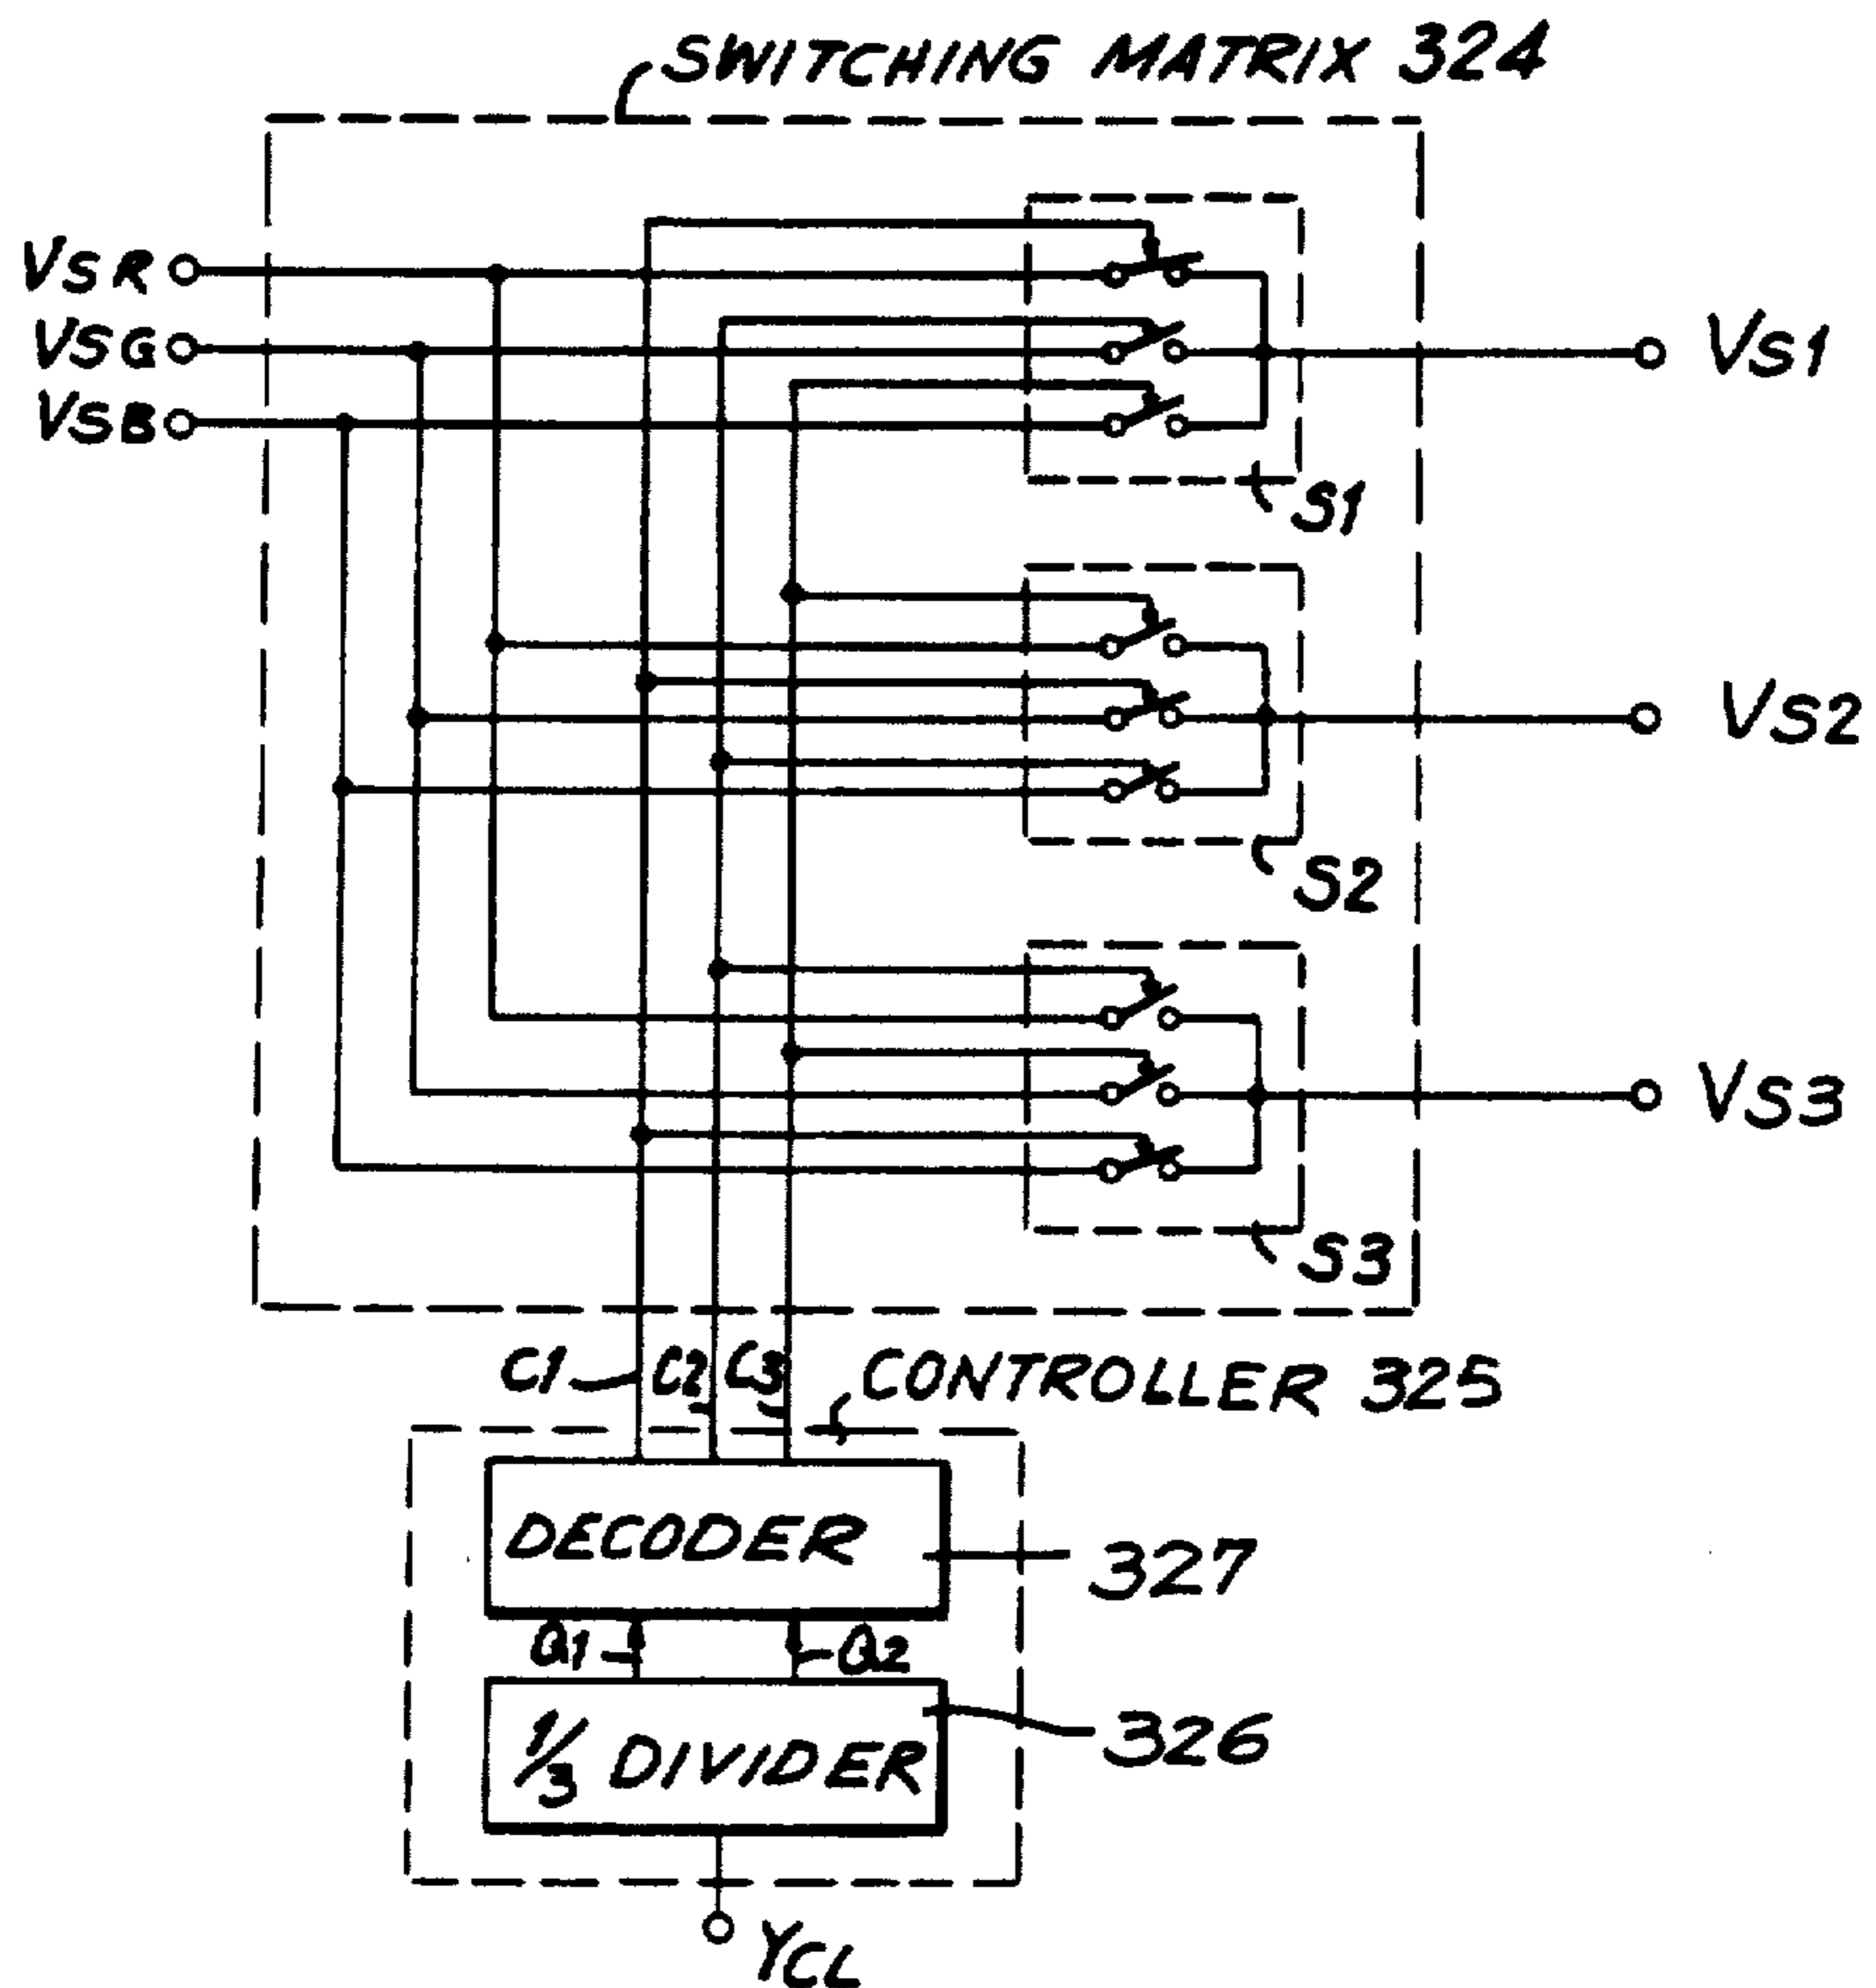 SWITCHING MATRIX 324
VSR
VSG
VSB
VS1
S1
VS2
S2
VS3
S3
C1 C2 C3 CONTROLLER 325
DECODER
327
Q1 Q2
1/3 DIVIDER
326
YCL